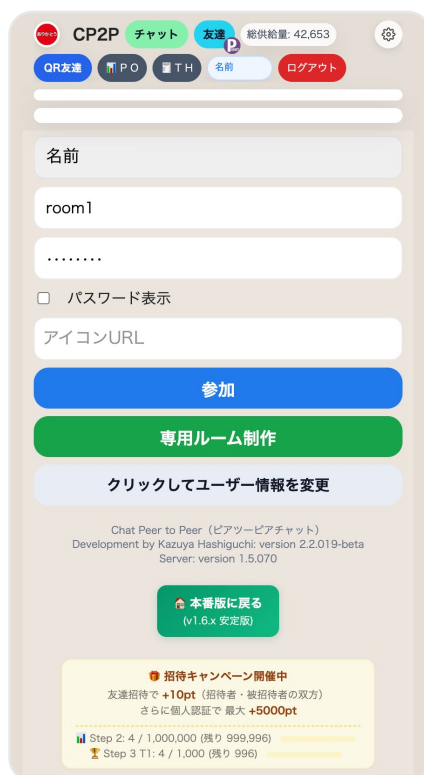 ありがとう
CP2P チャット 友達 総供給量: 42,653
P
QR友達 PO TH 名前 ログアウト
名前
room1
........
パスワード表示
アイコンURL
参加
専用ルーム制作
クリックしてユーザー情報を変更
Chat Peer to Peer（ピアツーピアチャット）
Development by Kazuya Hashiguchi: version 2.2.019-beta
Server: version 1.5.070
本番版に戻る
(v1.6.x 安定版)
招待キャンペーン開催中
友達招待で +10pt（招待者・被招待者の双方）
さらに個人認証で 最大 +5000pt
Step 2: 4 / 1,000,000 (残り 999,996)
Step 3 T1: 4 / 1,000 (残り 996)